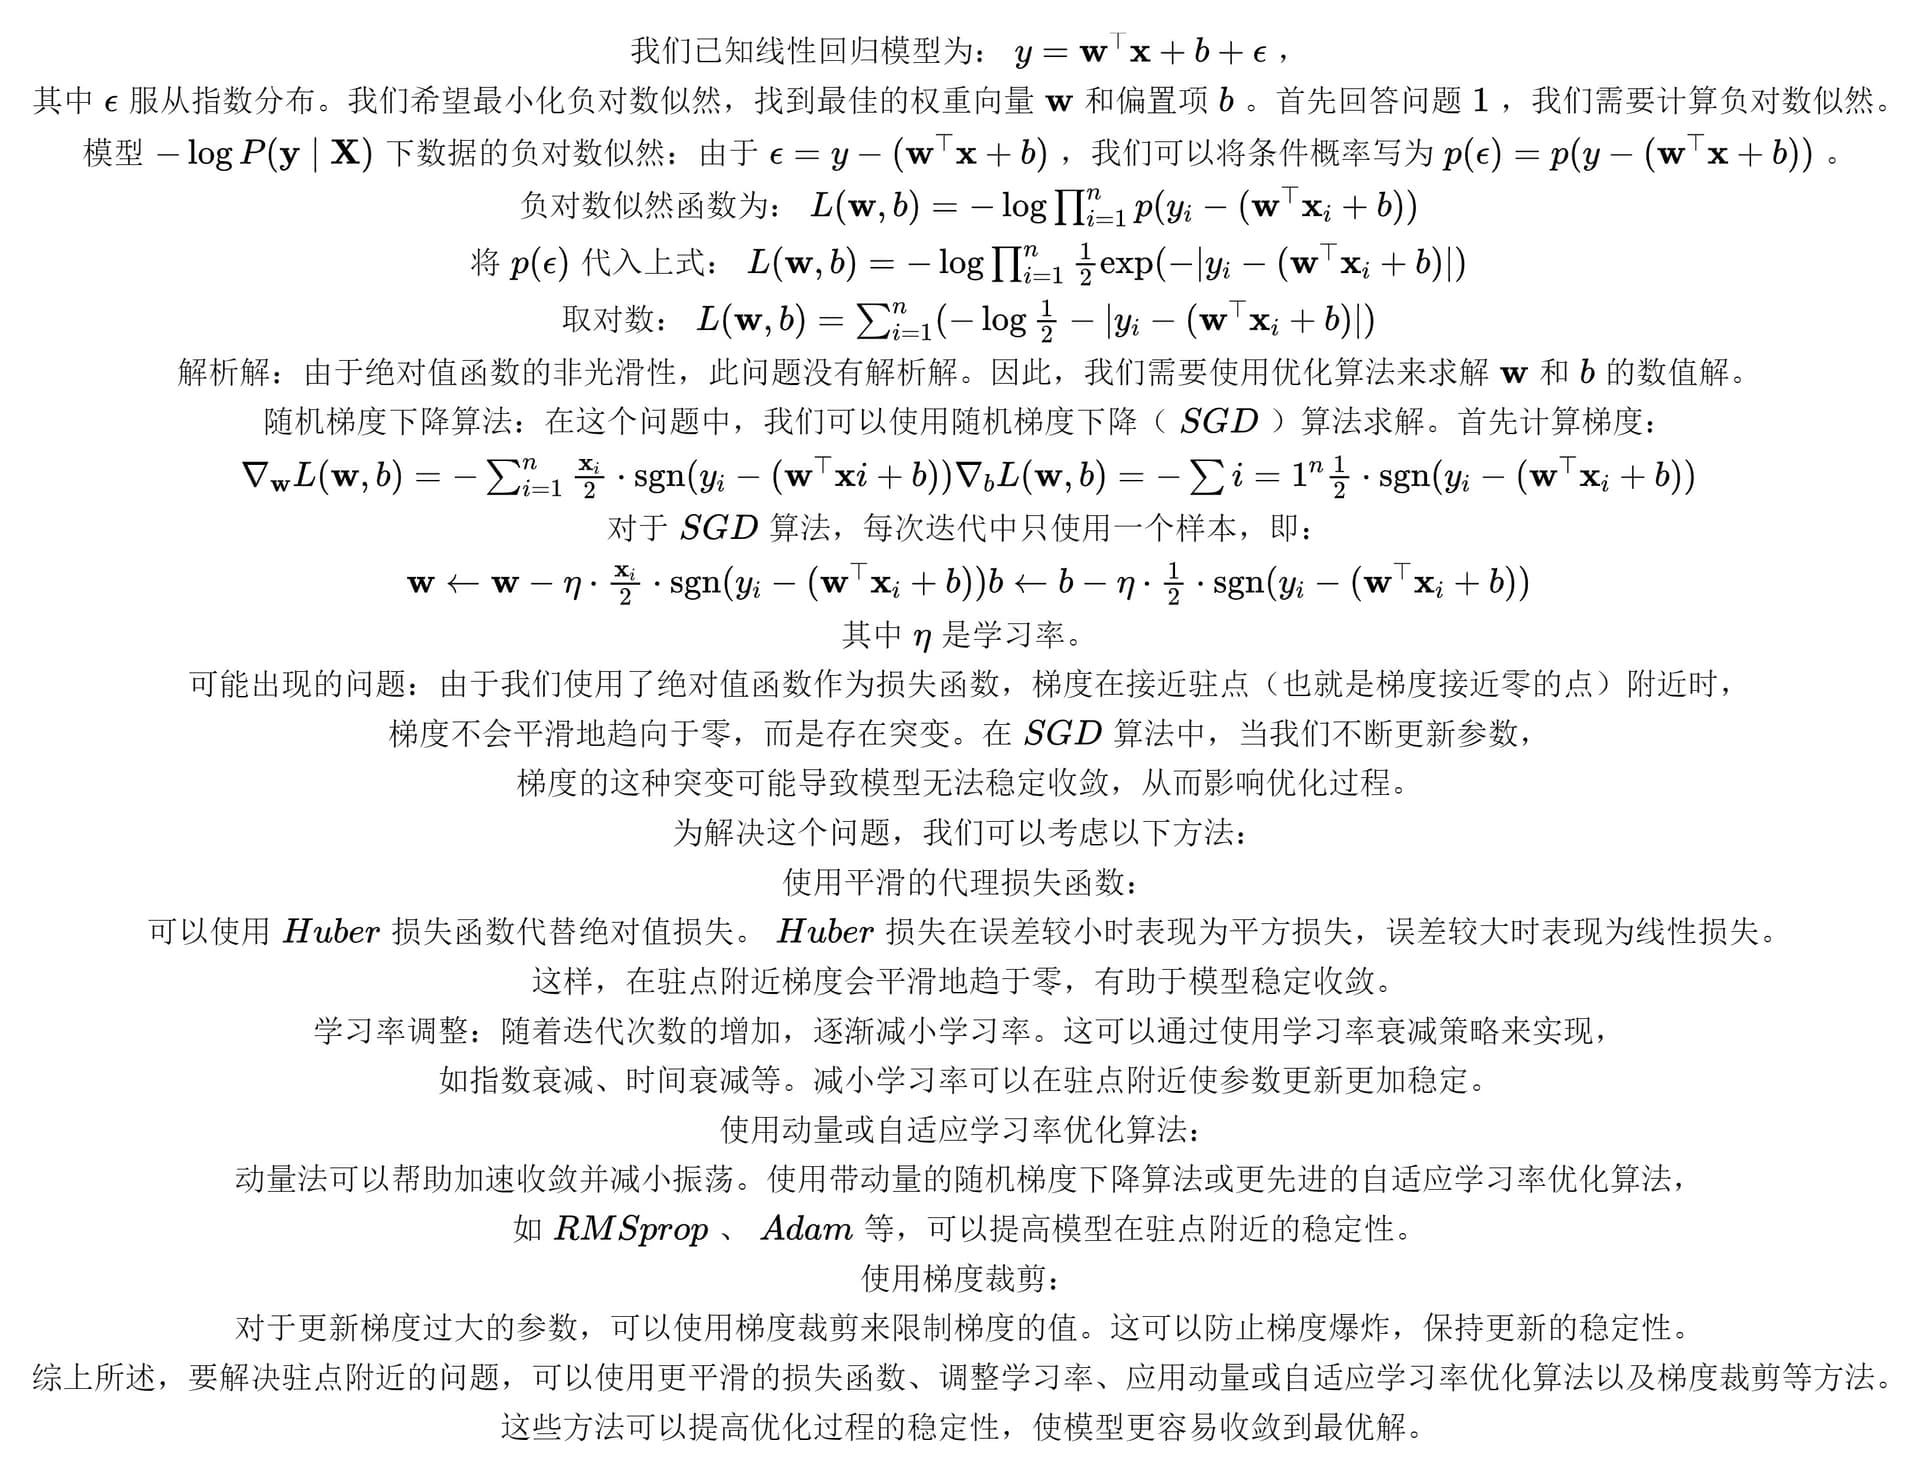 我们已知线性回归模型为： $y = \mathbf{w}^\top \mathbf{x} + b + \epsilon$ ，
其中 $\epsilon$ 服从指数分布。我们希望最小化负对数似然，找到最佳的权重向量 $\mathbf{w}$ 和偏置项 $b$ 。首先回答问题 $\mathbf{1}$ ，我们需要计算负对数似然。
模型 $-\log P(\mathbf{y} \mid \mathbf{X})$ 下数据的负对数似然：由于 $\epsilon = y - (\mathbf{w}^\top \mathbf{x} + b)$ ，我们可以将条件概率写为 $p(\epsilon) = p(y - (\mathbf{w}^\top \mathbf{x} + b))$ 。
负对数似然函数为： $L(\mathbf{w}, b) = -\log \prod_{i=1}^{n} p(y_i - (\mathbf{w}^\top \mathbf{x}_i + b))$
将 $p(\epsilon)$ 代入上式： $L(\mathbf{w}, b) = -\log \prod_{i=1}^{n} \frac{1}{2} \exp(-|y_i - (\mathbf{w}^\top \mathbf{x}_i + b)|)$
取对数： $L(\mathbf{w}, b) = \sum_{i=1}^{n} (-\log \frac{1}{2} - |y_i - (\mathbf{w}^\top \mathbf{x}_i + b)|)$
解析解：由于绝对值函数的非光滑性，此问题没有解析解。因此，我们需要使用优化算法来求解 $\mathbf{w}$ 和 $b$ 的数值解。
随机梯度下降算法：在这个问题中，我们可以使用随机梯度下降（ $SGD$ ）算法求解。首先计算梯度：
$\nabla_{\mathbf{w}} L(\mathbf{w}, b) = -\sum_{i=1}^{n} \frac{\mathbf{x}_i}{2} \cdot \text{sgn}(y_i - (\mathbf{w}^\top \mathbf{x}i + b)) \nabla_b L(\mathbf{w}, b) = -\sum i = 1^n \frac{1}{2} \cdot \text{sgn}(y_i - (\mathbf{w}^\top \mathbf{x}_i + b))$
对于 $SGD$ 算法，每次迭代中只使用一个样本，即：
$\mathbf{w} \leftarrow \mathbf{w} - \eta \cdot \frac{\mathbf{x}_i}{2} \cdot \text{sgn}(y_i - (\mathbf{w}^\top \mathbf{x}_i + b)) b \leftarrow b - \eta \cdot \frac{1}{2} \cdot \text{sgn}(y_i - (\mathbf{w}^\top \mathbf{x}_i + b))$
其中 $\eta$ 是学习率。
可能出现的问题：由于我们使用了绝对值函数作为损失函数，梯度在接近驻点（也就是梯度接近零的点）附近时，
梯度不会平滑地趋向于零，而是存在突变。在 $SGD$ 算法中，当我们不断更新参数，
梯度的这种突变可能导致模型无法稳定收敛，从而影响优化过程。
为解决这个问题，我们可以考虑以下方法：
使用平滑的代理损失函数：
可以使用 $Huber$ 损失函数代替绝对值损失。 $Huber$ 损失在误差较小时表现为平方损失，误差较大时表现为线性损失。
这样，在驻点附近梯度会平滑地趋于零，有助于模型稳定收敛。
学习率调整：随着迭代次数的增加，逐渐减小学习率。这可以通过使用学习率衰减策略来实现，
如指数衰减、时间衰减等。减小学习率可以在驻点附近使参数更新更加稳定。
使用动量或自适应学习率优化算法：
动量法可以帮助加速收敛并减小振荡。使用带动量的随机梯度下降算法或更先进的自适应学习率优化算法，
如 $RMSprop$ 、 $Adam$ 等，可以提高模型在驻点附近的稳定性。
使用梯度裁剪：
对于更新梯度过大的参数，可以使用梯度裁剪来限制梯度的值。这可以防止梯度爆炸，保持更新的稳定性。
综上所述，要解决驻点附近的问题，可以使用更平滑的损失函数、调整学习率、应用动量或自适应学习率优化算法以及梯度裁剪等方法。
这些方法可以提高优化过程的稳定性，使模型更容易收敛到最优解。